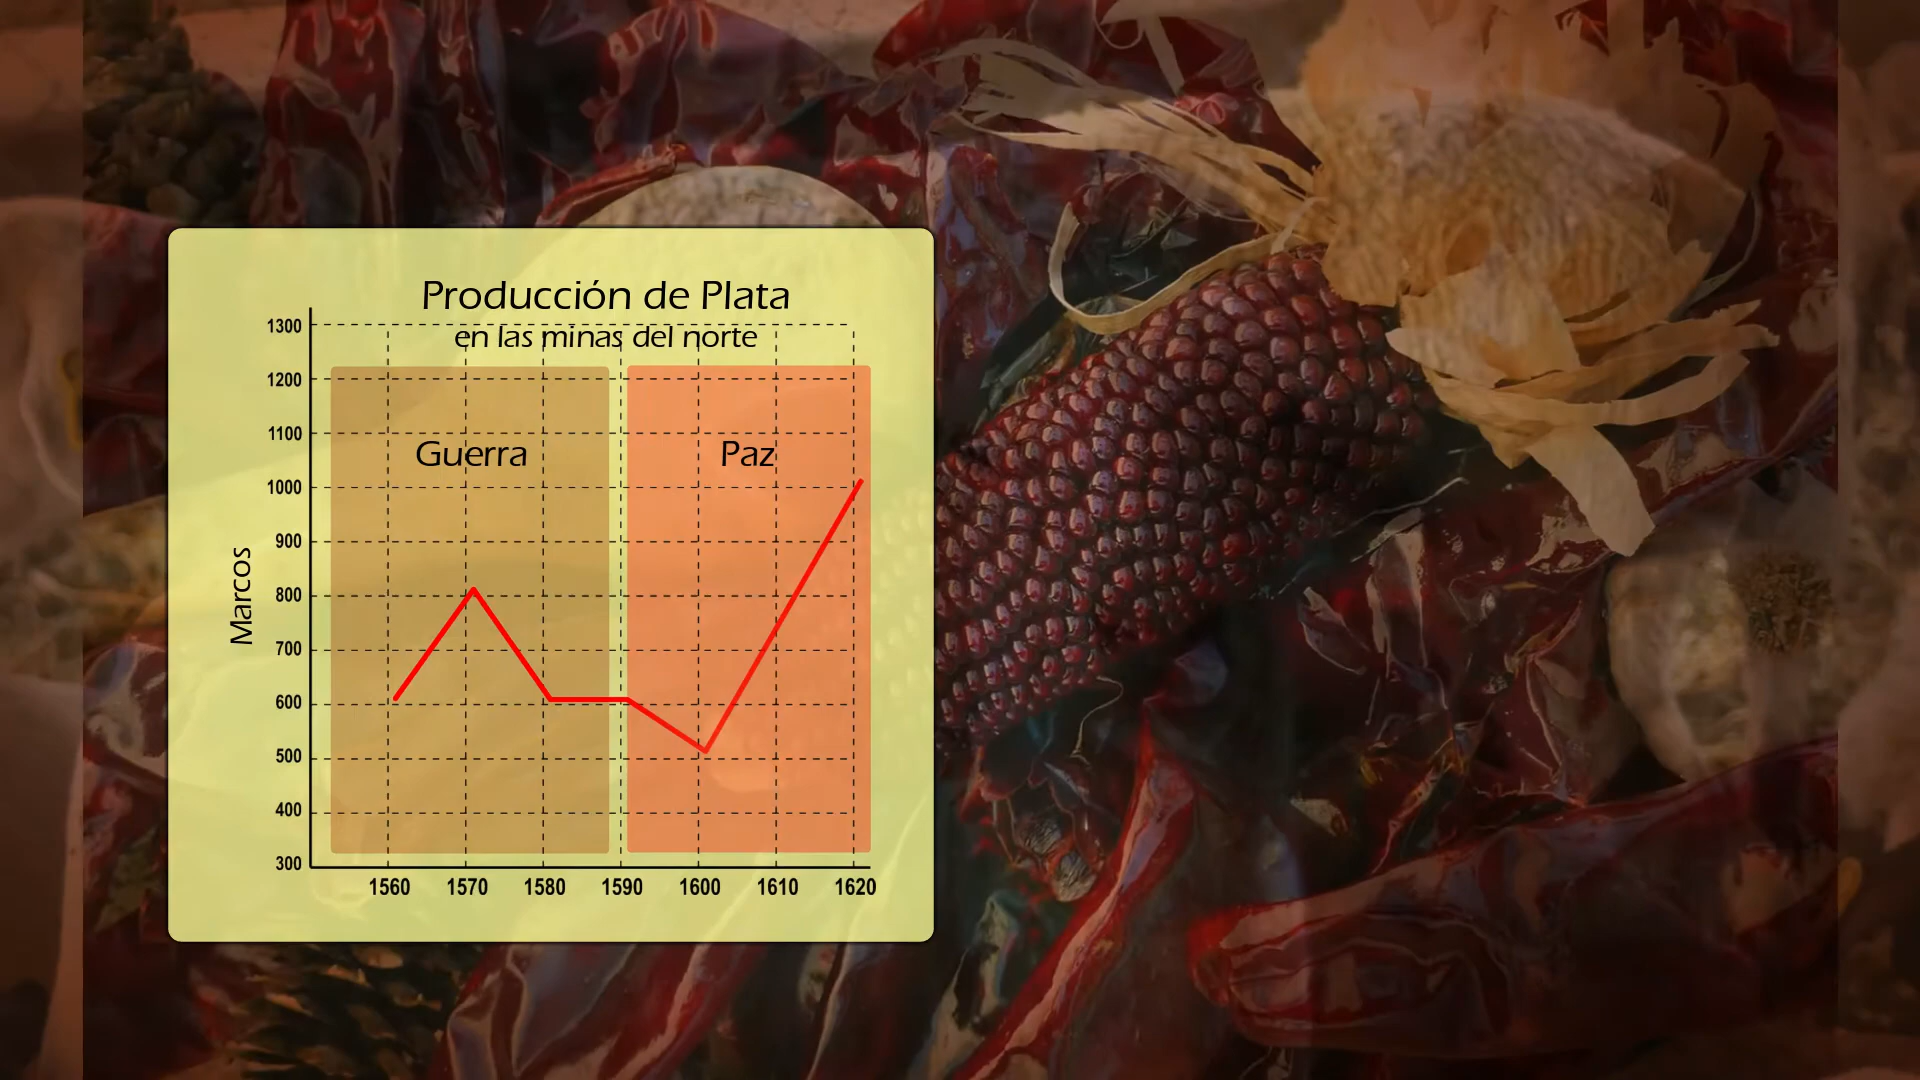 Producción de Plata
en las minas del norte
1300
1200
1100
1000
900
800
700
600
500
400
300
Guerra
Paz
Marcos
1560 1570 1580 1590 1600 1610 1620